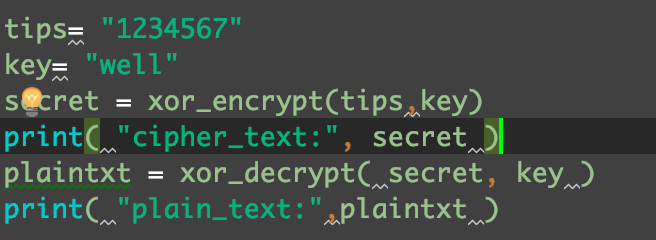 tips= "1234567"
key= "well"
secret = xor_encrypt(tips,key)
print( "cipher_text:", secret )
plaintxt = xor_decrypt( secret, key )
print( "plain_text:",plaintxt )